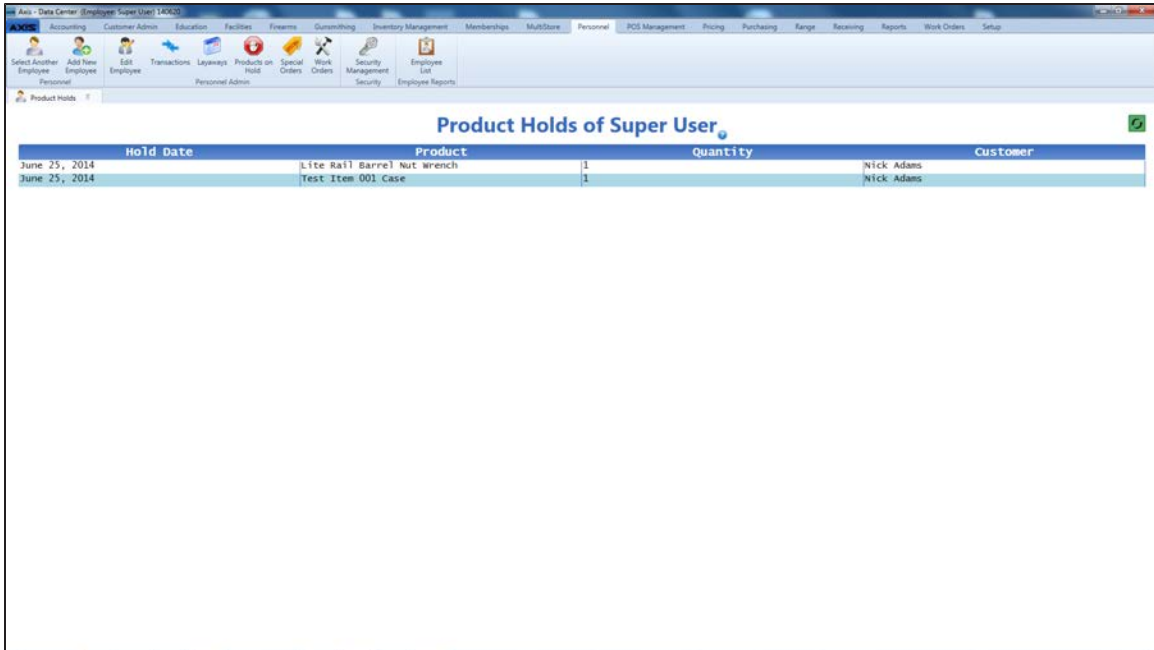 Axis - Data Center (Employee: Super User) 140620
AXIS Accounting Customer Admin Education Facilities Firearms Gunsmithing Inventory Management Memberships MultiStore Personnel POS Management Pricing Purchasing Range Receiving Reports Work Orders Setup
Select Another Add New Edit Transactions Layaways Products on Special Work Security Employee
Employee Employee Employee Hold Orders Orders Management List
Personnel Personnel Admin Security Employee Reports
Product Holds
Product Holds of Super User
Hold Date Product Quantity Customer
June 25, 2014 Lite Rail Barrel Nut Wrench 1 Nick Adams
June 25, 2014 Test Item 001 Case 1 Nick Adams